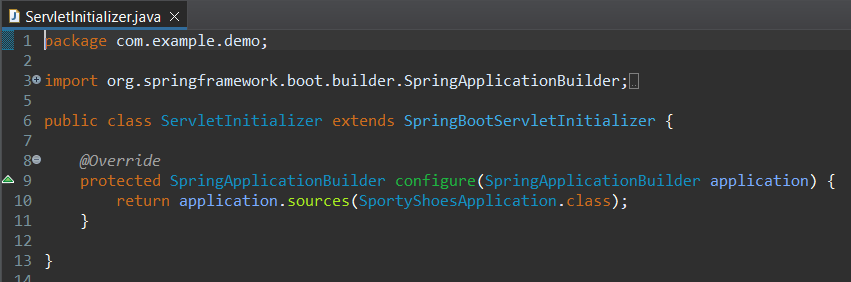 ServletInitializer.java
1 package com.example.demo;
2
3 import org.springframework.boot.builder.SpringApplicationBuilder;
5
6 public class ServletInitializer extends SpringBootServletInitializer {
7
8 @Override
9 protected SpringApplicationBuilder configure(SpringApplicationBuilder application) {
10 return application.sources(SportyShoesApplication.class);
11 }
12
13 }
14